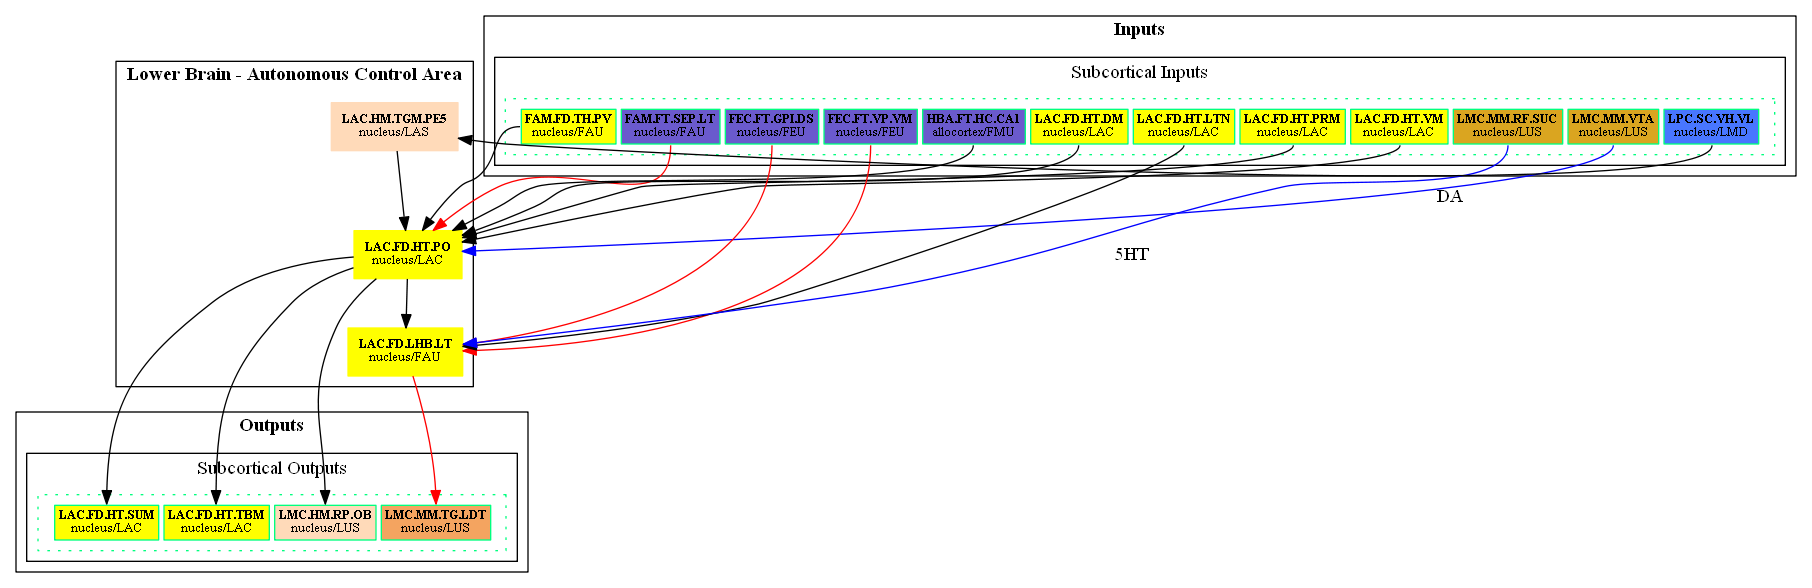 Inputs
Subcortical Inputs
FAM.FD.TH.PV
nucleus/FAU
FAM.FT.SEP.LT
nucleus/FAU
FEC.FT.GPI.DS
nucleus/FEU
FEC.FT.VP.VM
nucleus/FEU
HBA.FT.HC.CA1
allocortex/FMU
LAC.FD.HT.DM
nucleus/LAC
LAC.FD.HT.LTN
nucleus/LAC
LAC.FD.HT.PRM
nucleus/LAC
LAC.FD.HT.VM
nucleus/LAC
LMC.MM.RF.SUC
nucleus/LUS
LMC.MM.VTA
nucleus/LUS
LPC.SC.VH.VL
nucleus/LMD
Lower Brain - Autonomous Control Area
LAC.HM.TGM.PE5
nucleus/LAS
DA
LAC.FD.HT.PO
nucleus/LAC
5HT
LAC.FD.LHB.LT
nucleus/FAU
Outputs
Subcortical Outputs
LAC.FD.HT.SUM
nucleus/LAC
LAC.FD.HT.TBM
nucleus/LAC
LMC.HM.RP.OB
nucleus/LUS
LMC.MM.TG.LDT
nucleus/LUS